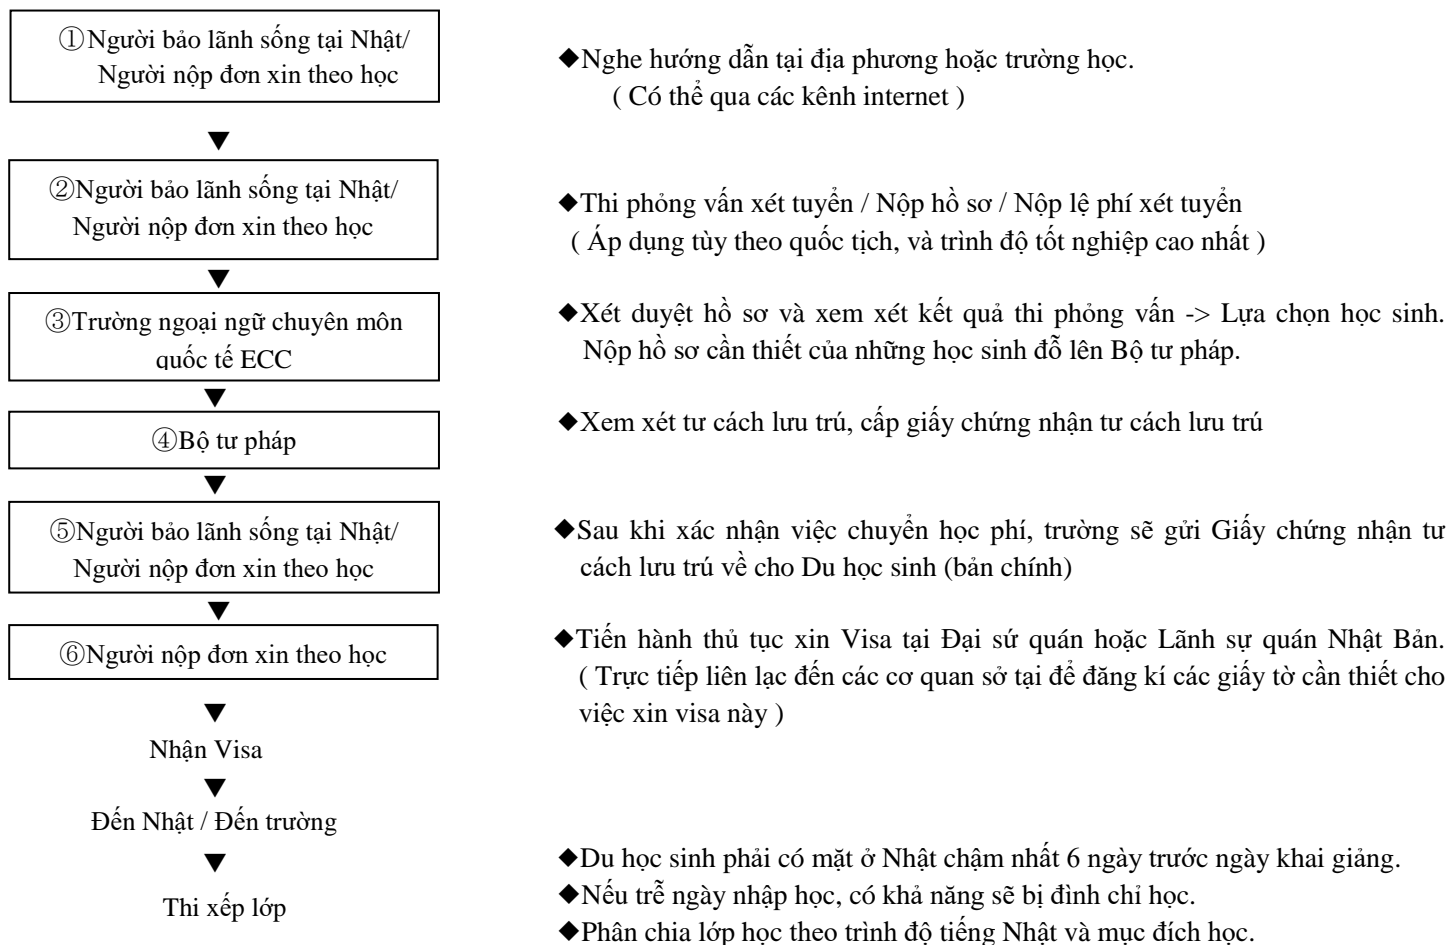 ①Người bảo lãnh sống tại Nhật/
Người nộp đơn xin theo học
◆Nghe hướng dẫn tại địa phương hoặc trường học.
( Có thể qua các kênh internet )
▼
②Người bảo lãnh sống tại Nhật/
Người nộp đơn xin theo học
◆Thi phỏng vấn xét tuyển / Nộp hồ sơ / Nộp lệ phí xét tuyển
( Áp dụng tùy theo quốc tịch, và trình độ tốt nghiệp cao nhất )
▼
③Trường ngoại ngữ chuyên môn
quốc tế ECC
◆Xét duyệt hồ sơ và xem xét kết quả thi phỏng vấn -> Lựa chọn học sinh.
Nộp hồ sơ cần thiết của những học sinh đỗ lên Bộ tư pháp.
▼
④Bộ tư pháp
◆Xem xét tư cách lưu trú, cấp giấy chứng nhận tư cách lưu trú
▼
⑤Người bảo lãnh sống tại Nhật/
Người nộp đơn xin theo học
◆Sau khi xác nhận việc chuyển học phí, trường sẽ gửi Giấy chứng nhận tư
cách lưu trú về cho Du học sinh (bản chính)
▼
⑥Người nộp đơn xin theo học
◆Tiến hành thủ tục xin Visa tại Đại sứ quán hoặc Lãnh sự quán Nhật Bản.
( Trực tiếp liên lạc đến các cơ quan sở tại để đăng kí các giấy tờ cần thiết cho
việc xin visa này )
▼
Nhận Visa
▼
Đến Nhật / Đến trường
▼
Thi xếp lớp
◆Du học sinh phải có mặt ở Nhật chậm nhất 6 ngày trước ngày khai giảng.
◆Nếu trễ ngày nhập học, có khả năng sẽ bị đình chỉ học.
◆Phân chia lớp học theo trình độ tiếng Nhật và mục đích học.